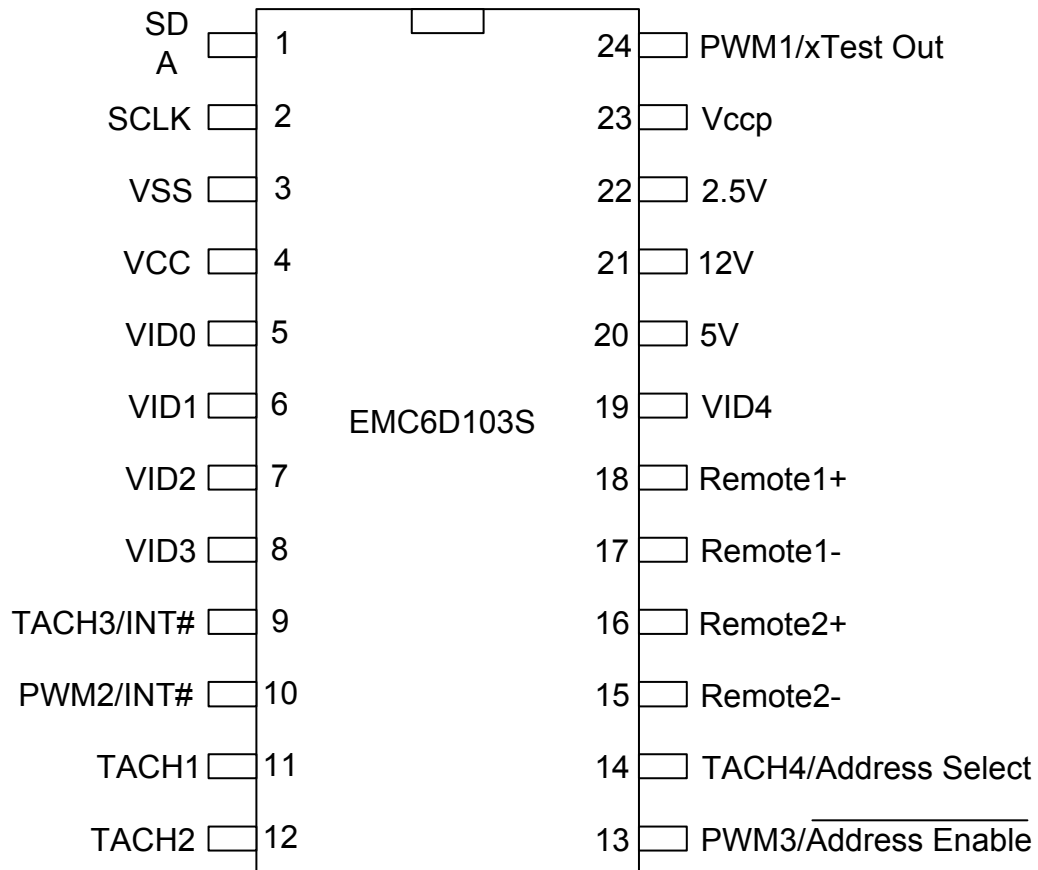 SD
A
1
24
PWM1/xTest Out
SCLK
2
23
Vccp
VSS
3
22
2.5V
VCC
4
21
12V
VID0
5
20
5V
VID1
6
EMC6D103S
19
VID4
VID2
7
18
Remote1+
VID3
8
17
Remote1-
TACH3/INT#
9
16
Remote2+
PWM2/INT#
10
15
Remote2-
TACH1
11
14
TACH4/Address Select
TACH2
12
13
PWM3/Address Enable